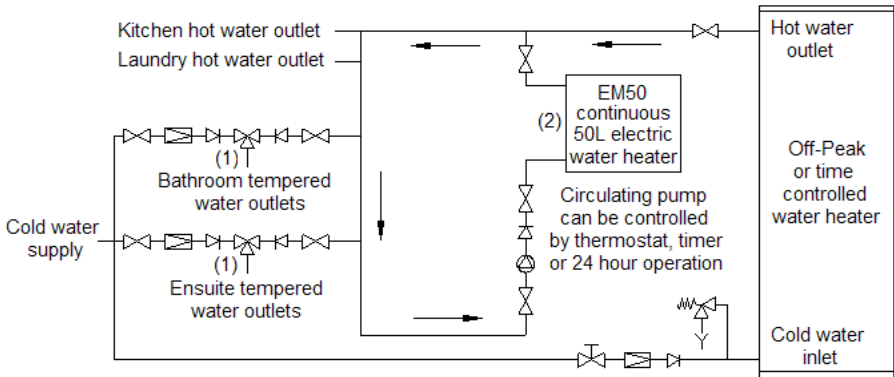 Kitchen hot water outlet
Laundry hot water outlet
Hot water
outlet
EM50
continuous
50L electric
water heater
(2)
(1)
Bathroom tempered
water outlets
Off-Peak
or time
controlled
water heater
Circulating pump
can be controlled
by thermostat, timer
or 24 hour operation
Cold water
supply
(1)
Ensuite tempered
water outlets
Cold water
inlet